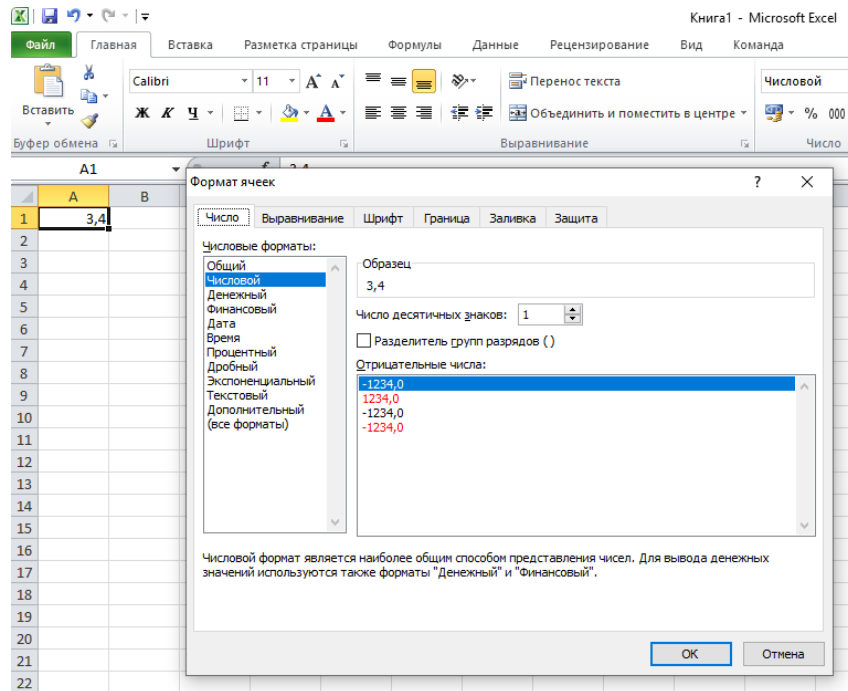 Книга1 - Microsoft Excel
Файл Главная Вставка Разметка страницы Формулы Данные Рецензирование Вид Команда
Calibri 11 А А Перенос текста Числовой
Вставить Ж К Ч А Объединить и поместить в центре % 000
Буфер обмена Шрифт Выравнивание Число
A1
Формат ячеек ? ×
A B
Число Выравнивание Шрифт Граница Заливка Защита
1 3,4
2
3
4
5
6
7
8
9
10
11
12
13
14
15
16
17
18
19
20
21
22
Числовые форматы:
Общий
Числовой
Денежный
Финансовый
Дата
Время
Процентный
Дробный
Экспоненциальный
Текстовый
Дополнительный
(все форматы)
Образец
3,4
Число десятичных знаков: 1
Разделитель групп разрядов ( )
Отрицательные числа:
-1234,0
1234,0
-1234,0
-1234,0
Числовой формат является наиболее общим способом представления чисел. Для вывода денежных
значений используются также форматы "Денежный" и "Финансовый".
ОК Отмена